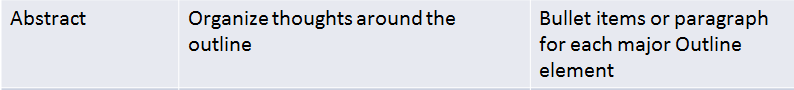 Abstract
Organize thoughts around the
outline
Bullet items or paragraph
for each major Outline
element